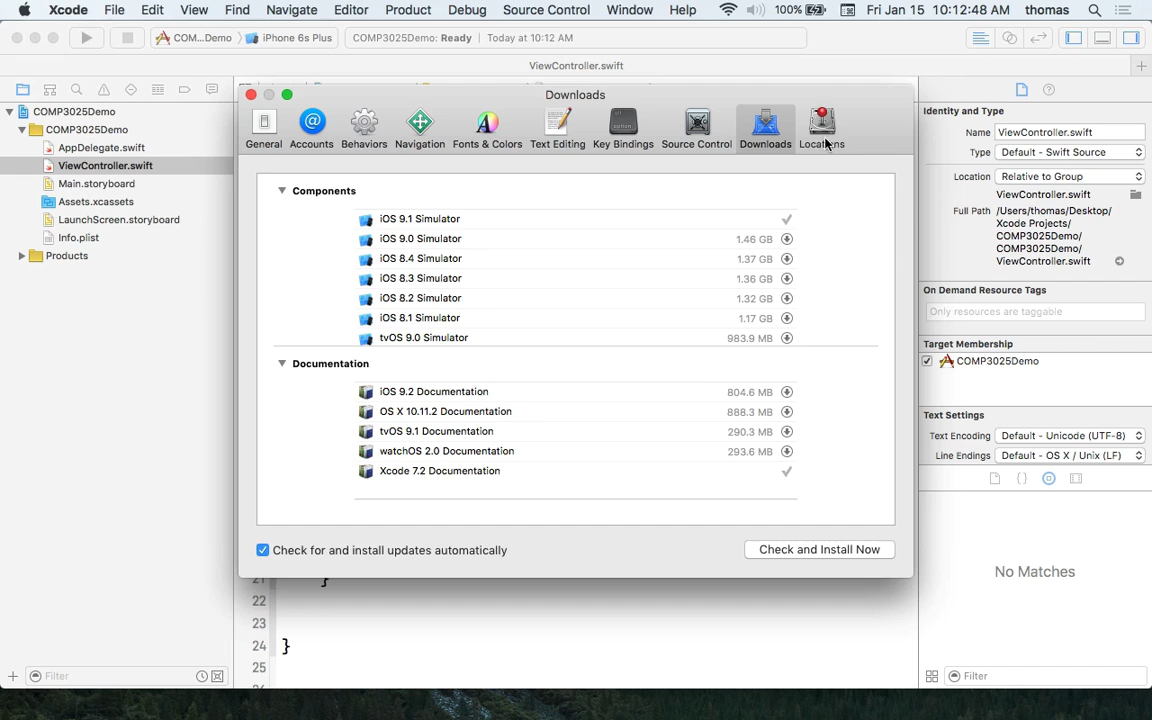 Xcode File Edit View Find Navigate Editor Product Debug Source Control Window Help 100% Fri Jan 15 10:12:48 AM thomas
COM...Demo iPhone 6s Plus COMP3025Demo: Ready Today at 10:12 AM
ViewController.swift
Downloads
General Accounts Behaviors Navigation Fonts & Colors Text Editing Key Bindings Source Control Downloads Locations
option
COMP3025Demo
COMP3025Demo
AppDelegate.swift
ViewController.swift
Main.storyboard
Assets.xcassets
LaunchScreen.storyboard
Info.plist
Products
Filter
Components
iOS 9.1 Simulator
iOS 9.0 Simulator 1.46 GB
iOS 8.4 Simulator 1.37 GB
iOS 8.3 Simulator 1.36 GB
iOS 8.2 Simulator 1.32 GB
iOS 8.1 Simulator 1.17 GB
tvOS 9.0 Simulator 983.9 MB
Documentation
iOS 9.2 Documentation 804.6 MB
OS X 10.11.2 Documentation 888.3 MB
tvOS 9.1 Documentation 290.3 MB
watchOS 2.0 Documentation 293.6 MB
Xcode 7.2 Documentation
Check for and install updates automatically Check and Install Now
21 }
22
23
24 }
25
Identity and Type
Name ViewController.swift
Type Default - Swift Source
Location Relative to Group
ViewController.swift
Full Path /Users/thomas/Desktop/
Xcode Projects/
COMP3025Demo/
COMP3025Demo/
ViewController.swift
On Demand Resource Tags
Only resources are taggable
Target Membership
COMP3025Demo
Text Settings
Text Encoding Default - Unicode (UTF-8)
Line Endings Default - OS X / Unix (LF)
No Matches
Filter